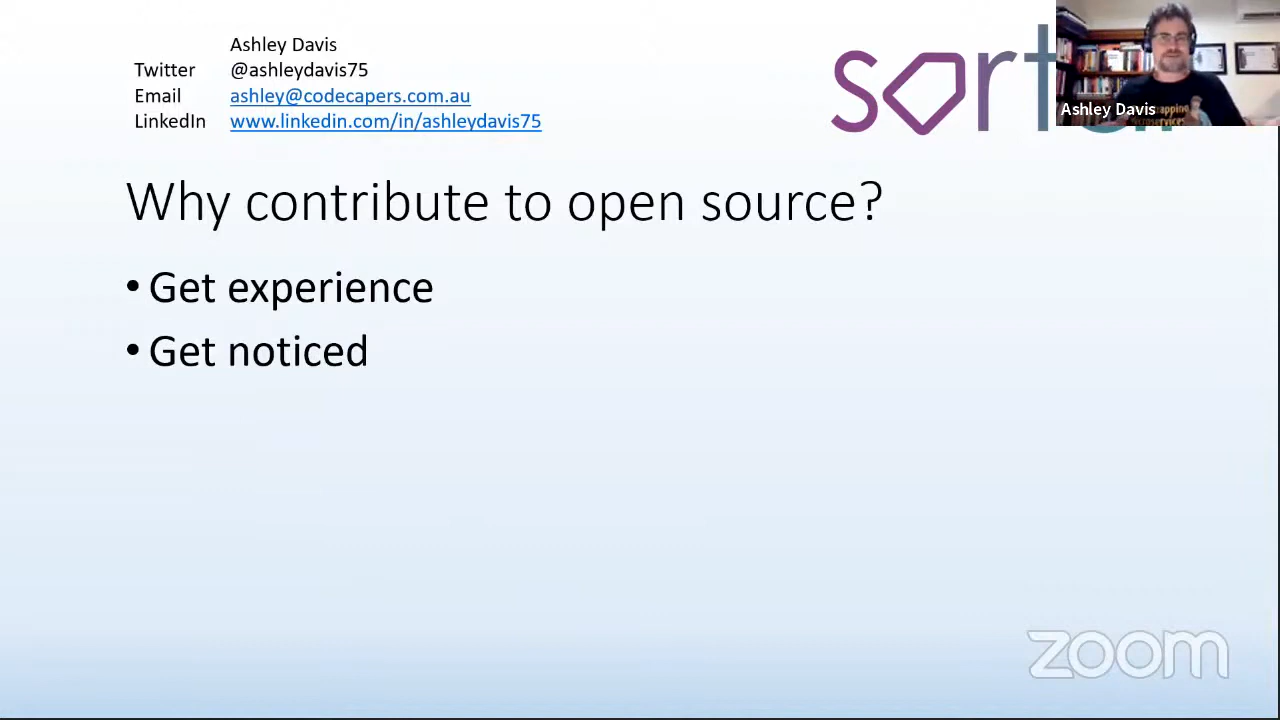 Ashley Davis
Twitter @ashleydavis75
Email ashley@codecapers.com.au
LinkedIn www.linkedin.com/in/ashleydavis75
sort
Ashley Davis
Why contribute to open source?
• Get experience
• Get noticed
zoom